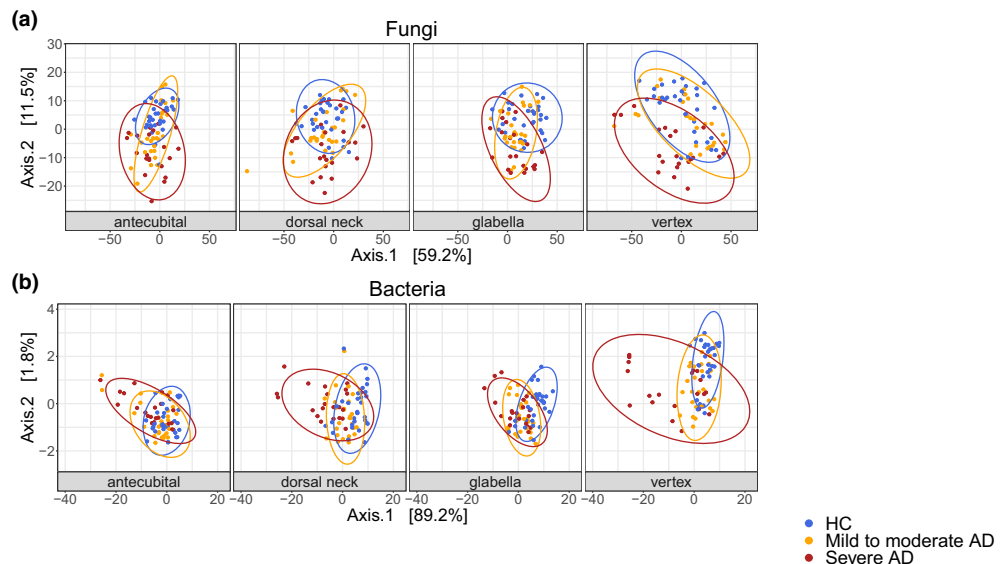 (a)
Fungi
30
20
10
0
−10
−20
Axis.2 [11.5%]
antecubital dorsal neck glabella vertex
−50 0 50 −50 0 50 −50 0 50 −50 0 50
Axis.1 [59.2%]
(b)
Bacteria
4
2
0
−2
Axis.2 [1.8%]
antecubital dorsal neck glabella vertex
−40 −20 0 20 −40 −20 0 20 −40 −20 0 20 −40 −20 0 20
Axis.1 [89.2%]
HC
Mild to moderate AD
Severe AD